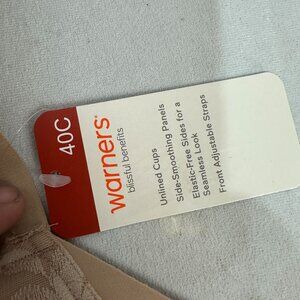 40C
warners®
blissful benefits
Unlined Cups
Side-Smoothing Panels
Elastic-Free Sides for a
Seamless Look
Front Adjustable Straps